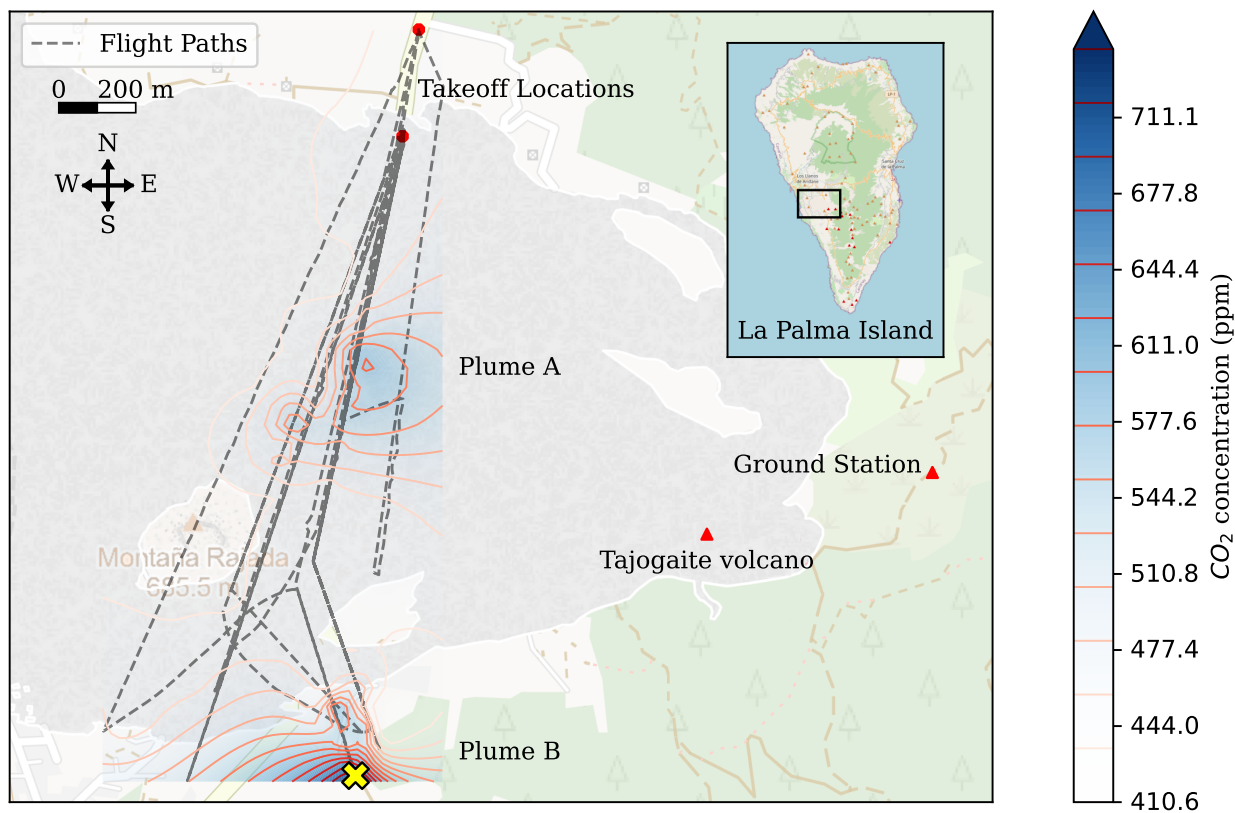 Flight Paths
0 200 m
N
W E
S
Takeoff Locations
La Palma Island
Plume A
Ground Station
Tajogaite volcano
Montaña Rajada
685.5 m
Plume B
711.1
677.8
644.4
611.0
577.6
544.2
510.8
477.4
444.0
410.6
CO₂ concentration (ppm)